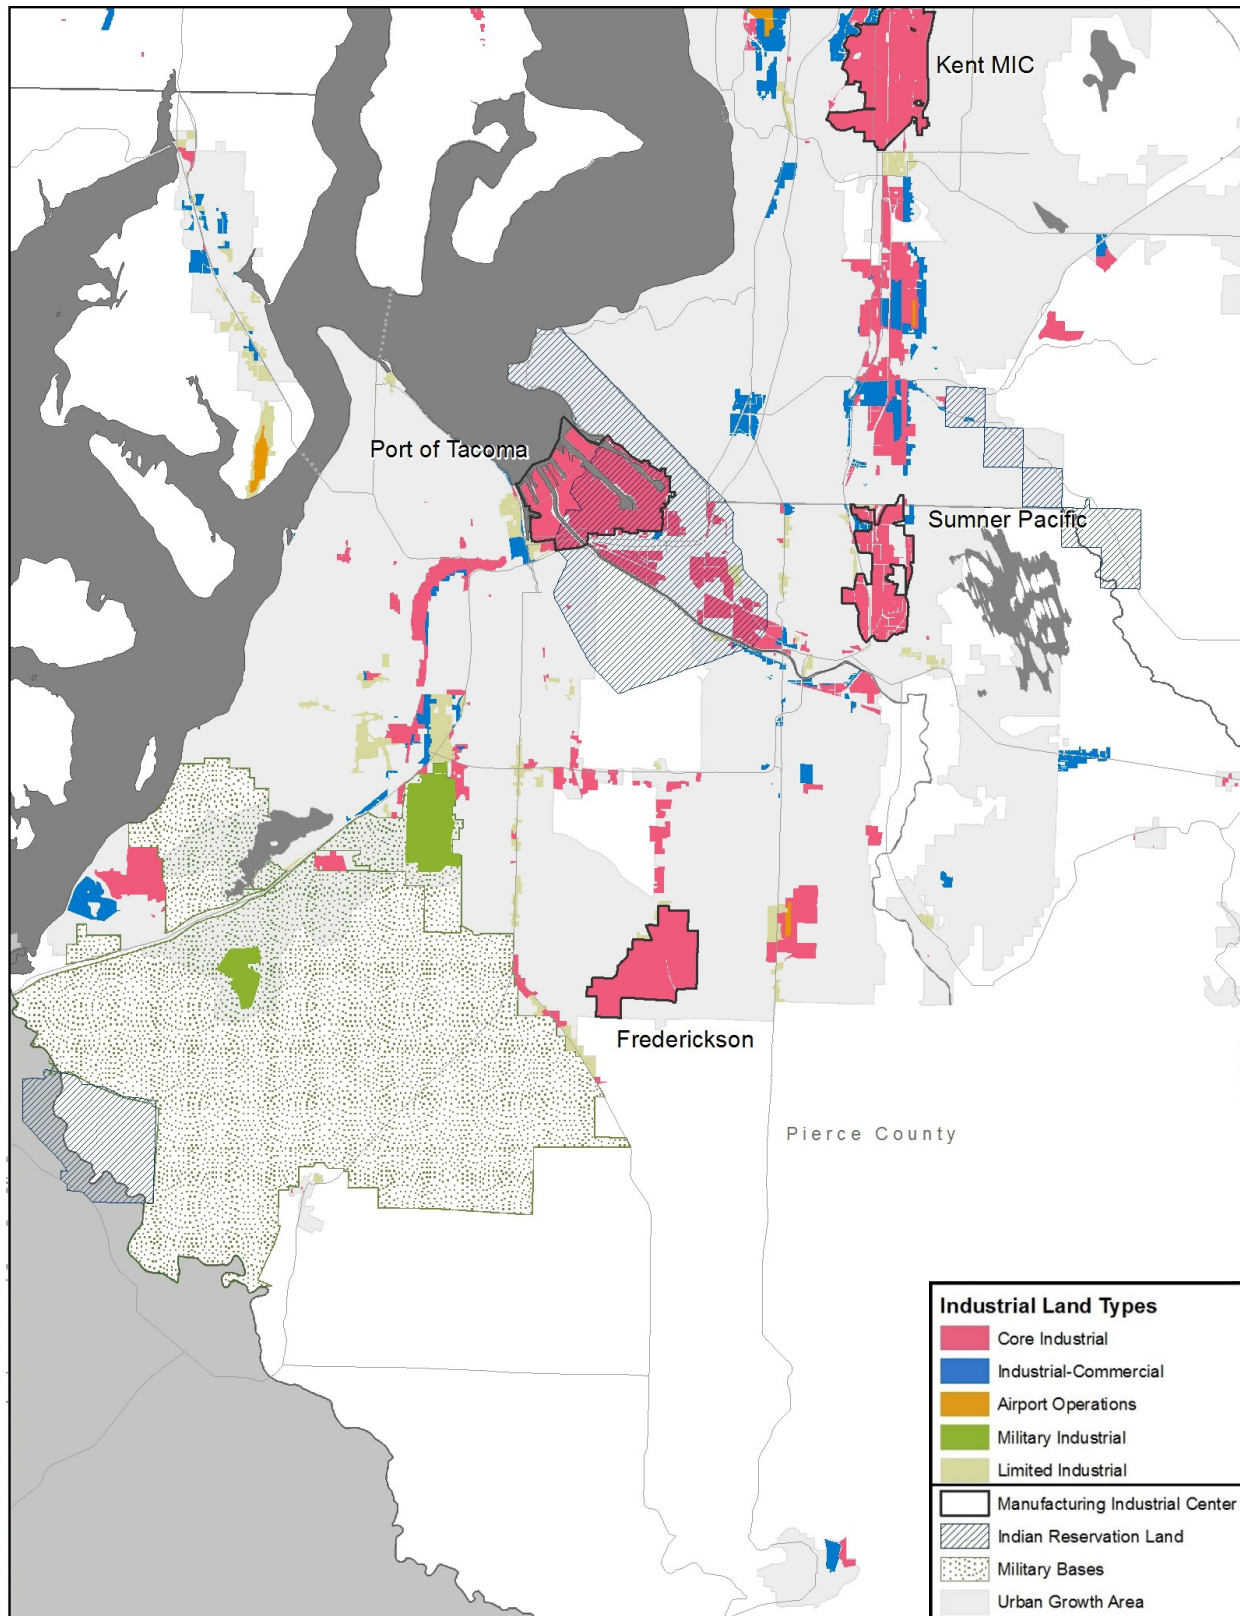 Kent MIC
Port of Tacoma
Sumner Pacific
Frederickson
Pierce County
Industrial Land Types
Core Industrial
Industrial-Commercial
Airport Operations
Military Industrial
Limited Industrial
Manufacturing Industrial Center
Indian Reservation Land
Military Bases
Urban Growth Area